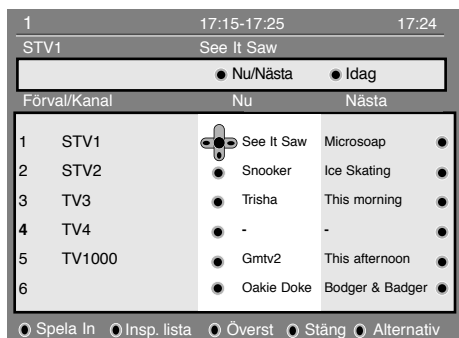 1 17:15-17:25 17:24
STV1 See It Saw
Nu/Nästa Idag
Förval/Kanal Nu Nästa
1 STV1 See It Saw Microsoap
2 STV2 Snooker Ice Skating
3 TV3 Trisha This morning
4 TV4 - -
5 TV1000 Gmtv2 This afternoon
6 Oakie Doke Bodger & Badger
Spela In Insp. lista Överst Stäng Alternativ